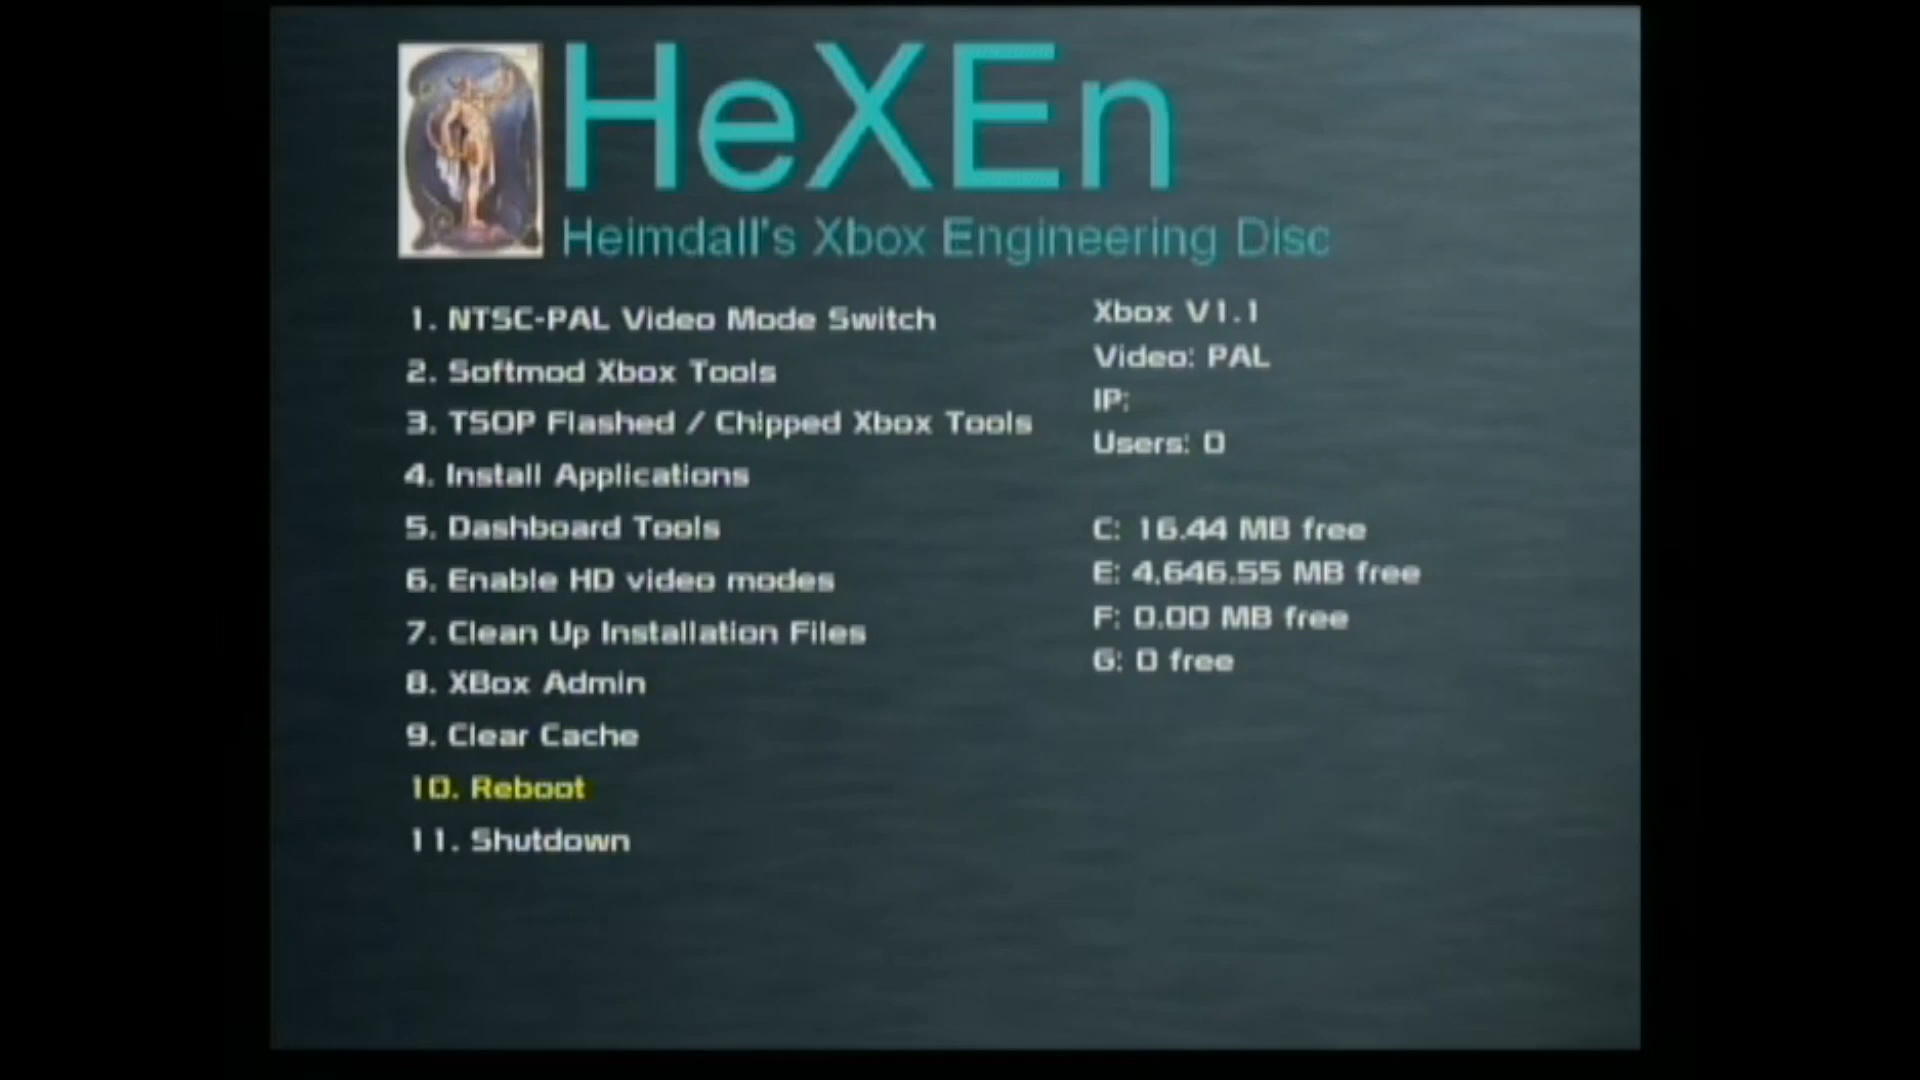 HeXEn
Heimdall's Xbox Engineering Disc
1. NTSC-PAL Video Mode Switch
2. Softmod Xbox Tools
3. TSOP Flashed / Chipped Xbox Tools
4. Install Applications
5. Dashboard Tools
6. Enable HD video modes
7. Clean Up Installation Files
8. XBox Admin
9. Clear Cache
10. Reboot
11. Shutdown
Xbox V1.1
Video: PAL
IP:
Users: 0
C: 16.44 MB free
E: 4,646.55 MB free
F: 0.00 MB free
G: 0 free